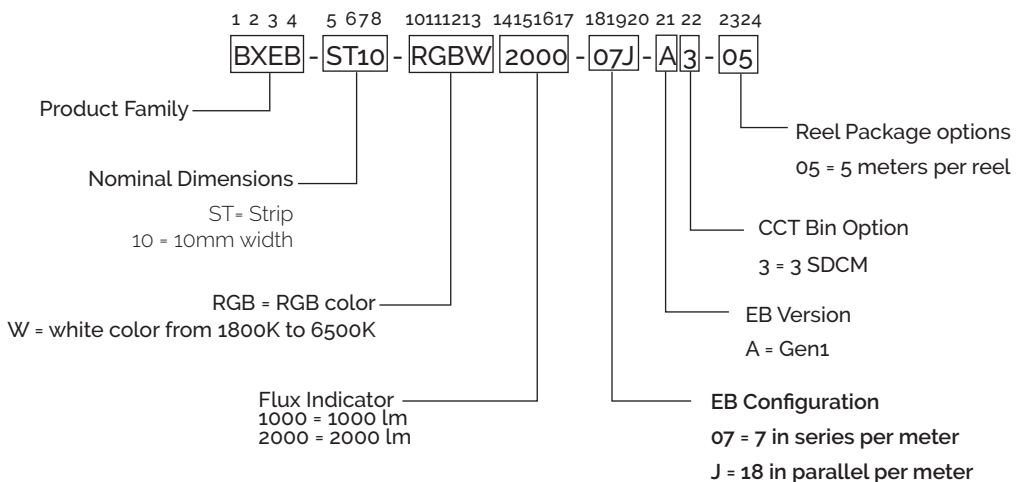 1 2 3 4 5 6 7 8 10 11 12 13 14 15 16 17 18 19 20 21 22 23 24
BXEB - ST10 - RGBW 2000 - 07J - A 3 - 05
Product Family
Reel Package options
05 = 5 meters per reel
Nominal Dimensions
ST= Strip
10 = 10mm width
CCT Bin Option
3 = 3 SDCM
RGB = RGB color
W = white color from 1800K to 6500K
EB Version
A = Gen1
Flux Indicator
1000 = 1000 lm
2000 = 2000 lm
EB Configuration
07 = 7 in series per meter
J = 18 in parallel per meter